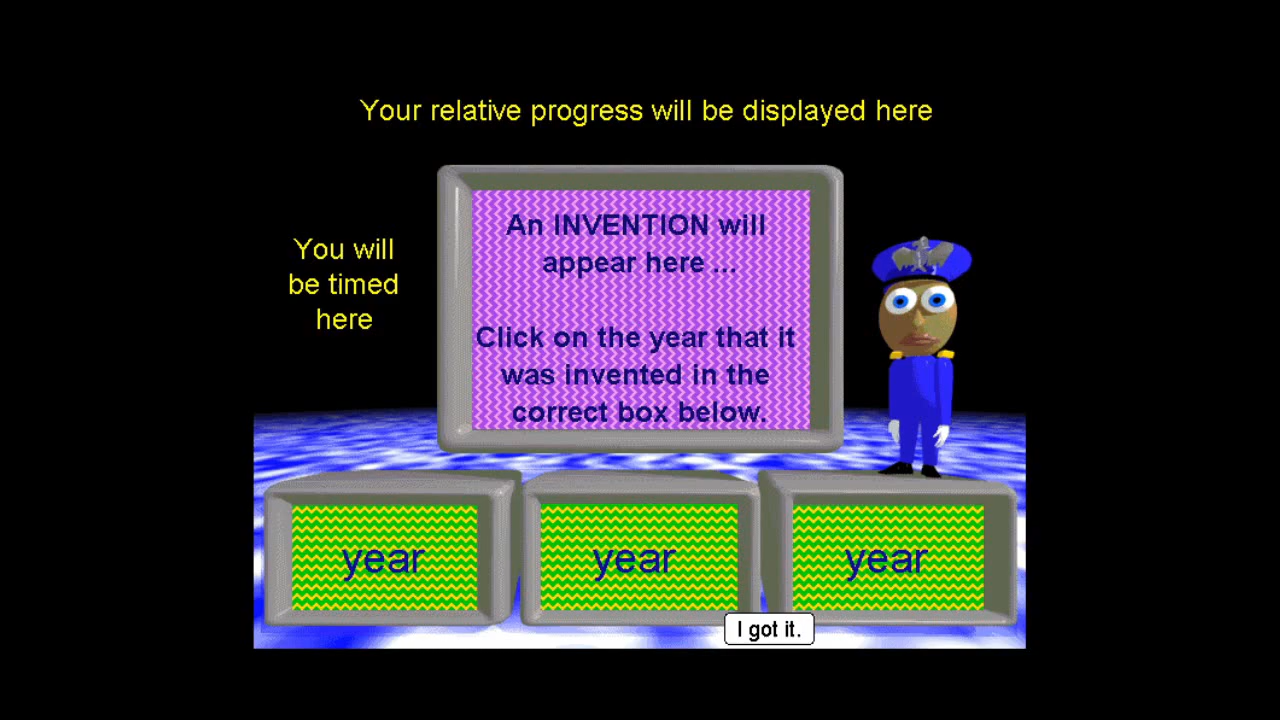 Your relative progress will be displayed here
An INVENTION will
appear here ...
You will
be timed
here
Click on the year that it
was invented in the
correct box below.
year
year
year
I got it.